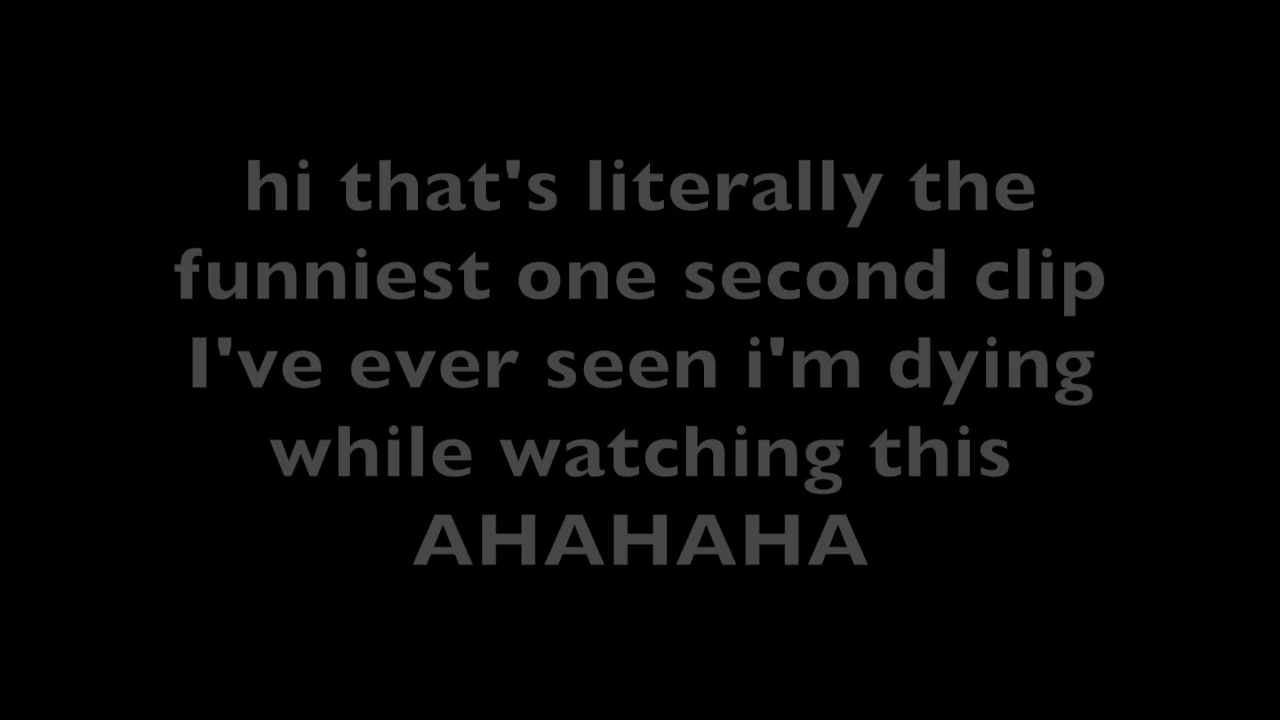 hi that's literally the
funniest one second clip
I've ever seen i'm dying
while watching this
AHAHAHA